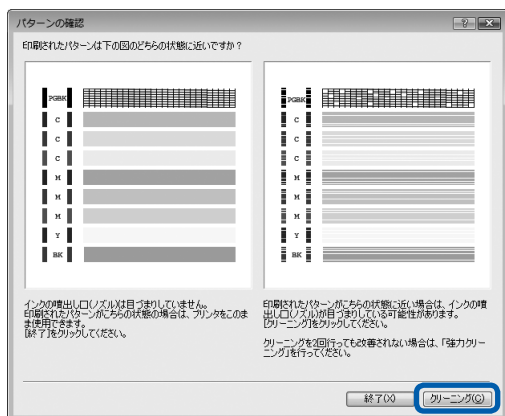 パターンの確認
印刷されたパターンは下の図のどちらの状態に近いですか？
PGBK
C
C
C
M
M
M
Y
BK
PGBK
C
C
C
M
M
M
Y
BK
インクの噴出し口(ノズル)は目づまりしていません。
印刷されたパターンがこちらの状態の場合は、プリンタをこのま
ま使用できます。
[終了]をクリックしてください。
印刷されたパターンがこちらの状態に近い場合は、インクの噴
出し口(ノズル)が目づまりしている可能性があります。
[クリーニング]をクリックしてください。
クリーニングを2回行っても改善されない場合は、「強力クリー
ニング」を行ってください。
終了(X)
クリーニング(C)